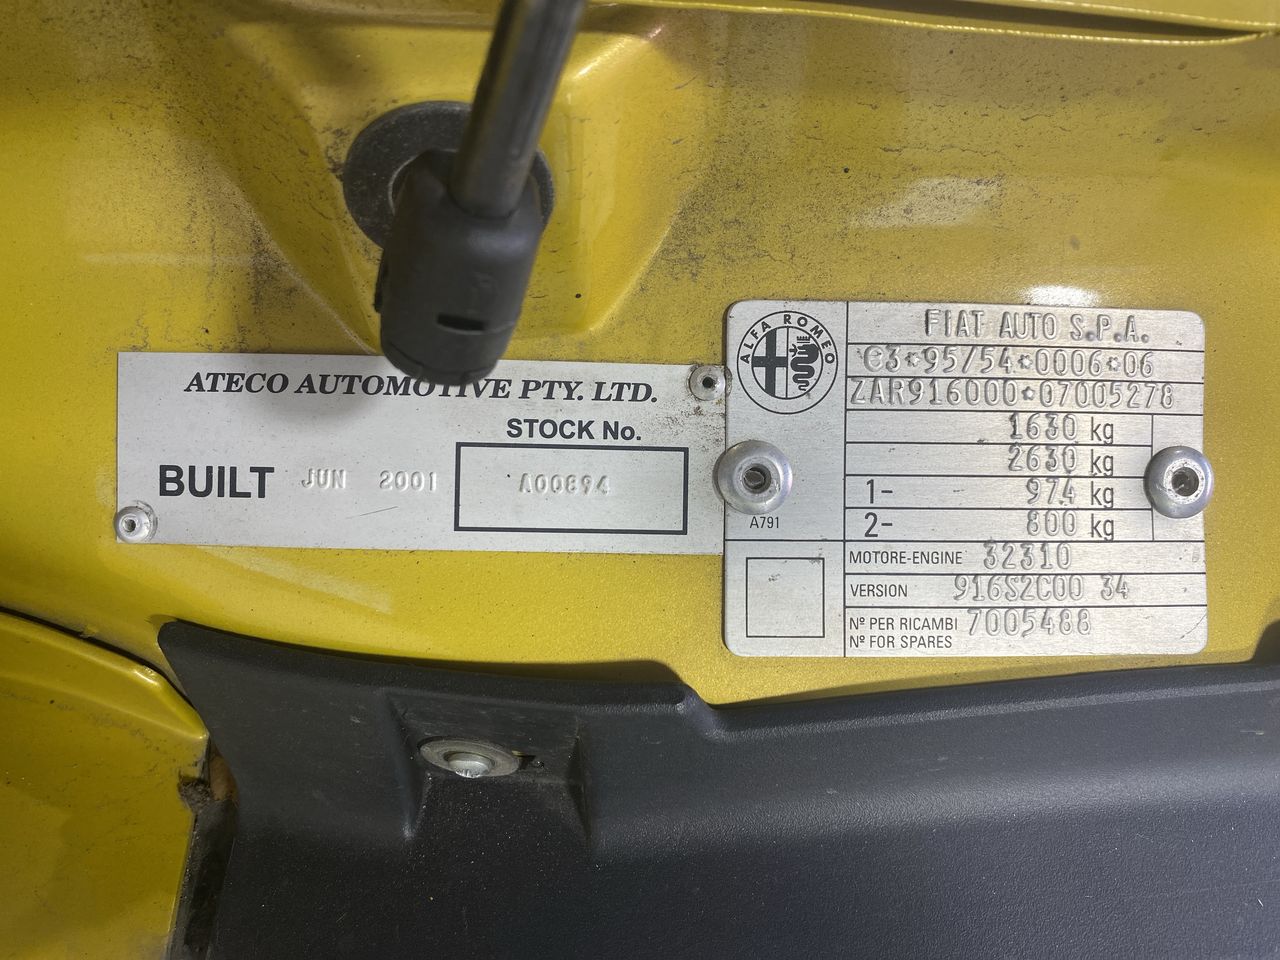 ATECO AUTOMOTIVE PTY. LTD.
STOCK No.
BUILT JUN 2001 A00894
ALFA ROMEO
A791
FIAT AUTO S.P.A.
e3*95/54*0006*06
ZAR916000*07005278
1630 kg
2630 kg
1- 974 kg
2- 800 kg
MOTORE-ENGINE 32310
VERSION 916S2C00 34
Nº PER RICAMBI 7005488
Nº FOR SPARES